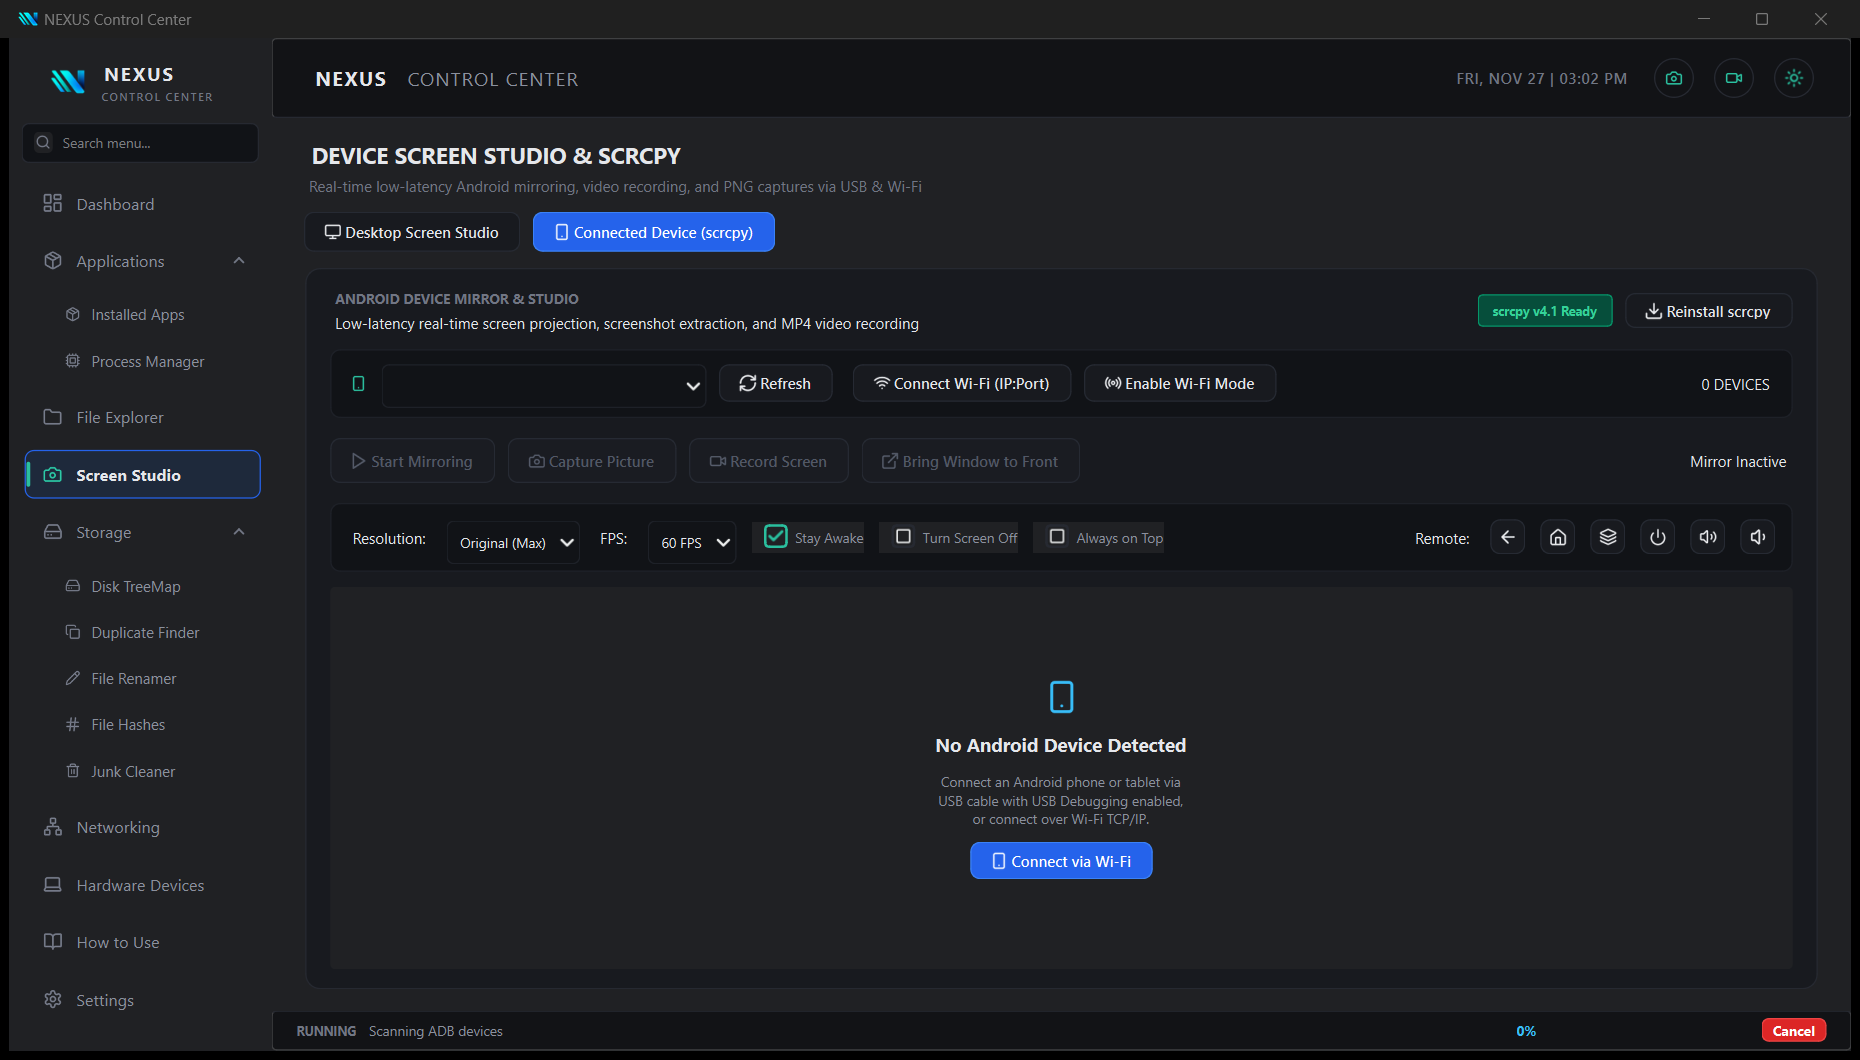 NEXUS Control Center
NEXUS
CONTROL CENTER
Search menu...
Dashboard
Applications
Installed Apps
Process Manager
File Explorer
Screen Studio
Storage
Disk TreeMap
Duplicate Finder
File Renamer
File Hashes
Junk Cleaner
Networking
Hardware Devices
How to Use
Settings
NEXUS CONTROL CENTER
FRI, NOV 27 | 03:02 PM
DEVICE SCREEN STUDIO & SCRCPY
Real-time low-latency Android mirroring, video recording, and PNG captures via USB & Wi-Fi
Desktop Screen Studio
Connected Device (scrcpy)
ANDROID DEVICE MIRROR & STUDIO
Low-latency real-time screen projection, screenshot extraction, and MP4 video recording
scrcpy v4.1 Ready
Reinstall scrcpy
Refresh
Connect Wi-Fi (IP:Port)
Enable Wi-Fi Mode
0 DEVICES
Start Mirroring
Capture Picture
Record Screen
Bring Window to Front
Mirror Inactive
Resolution:
Original (Max)
FPS:
60 FPS
Stay Awake
Turn Screen Off
Always on Top
Remote:
No Android Device Detected
Connect an Android phone or tablet via
USB cable with USB Debugging enabled,
or connect over Wi-Fi TCP/IP.
Connect via Wi-Fi
RUNNING Scanning ADB devices
0%
Cancel